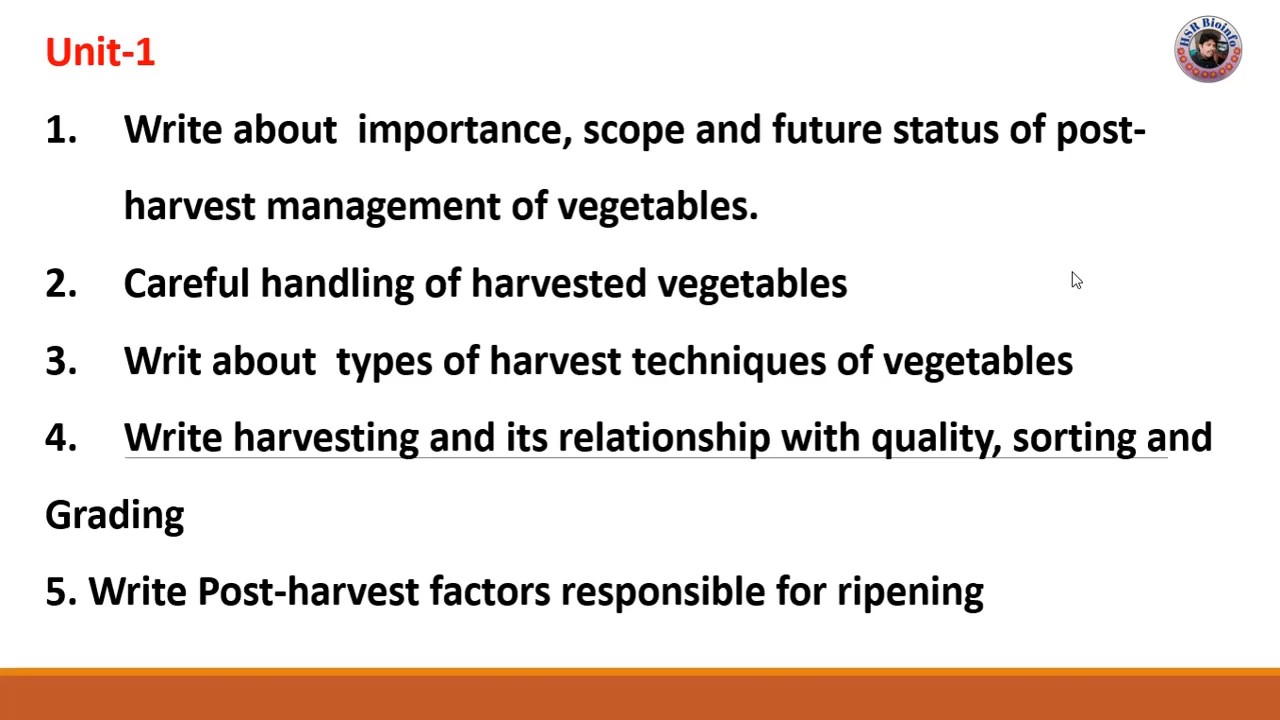 Unit-1
HSR Bioinfo
1. Write about importance, scope and future status of post-
harvest management of vegetables.
2. Careful handling of harvested vegetables
3. Writ about types of harvest techniques of vegetables
4. Write harvesting and its relationship with quality, sorting and
Grading
5. Write Post-harvest factors responsible for ripening